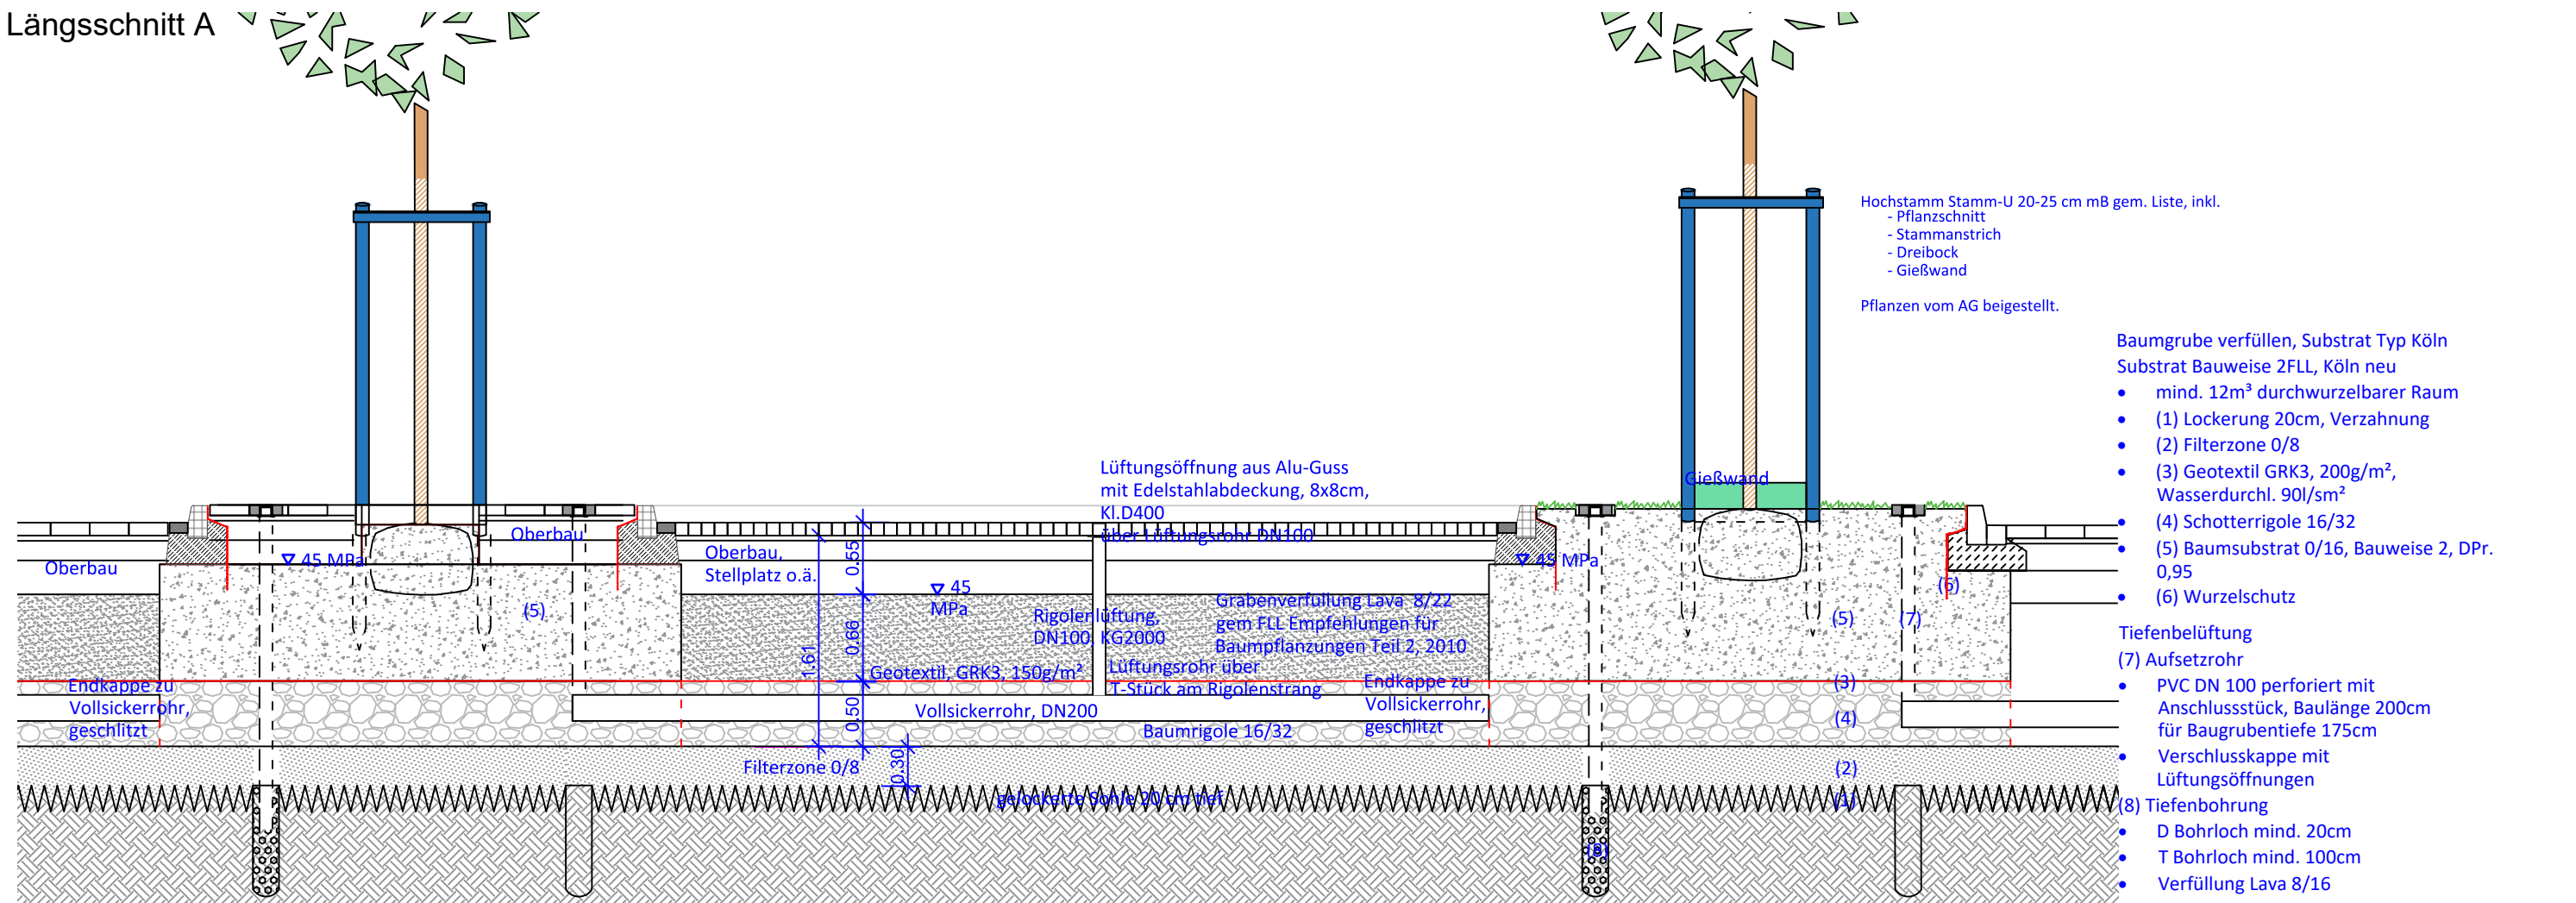 Längsschnitt A
Hochstamm Stamm-U 20-25 cm mB gem. Liste, inkl.
- Pflanzschnitt
- Stammanstrich
- Dreibock
- Gießwand
Pflanzen vom AG beigestellt.
Baumgrube verfüllen, Substrat Typ Köln
Substrat Bauweise 2FLL, Köln neu
• mind. 12m³ durchwurzelbarer Raum
• (1) Lockerung 20cm, Verzahnung
• (2) Filterzone 0/8
• (3) Geotextil GRK3, 200g/m²,
Wasserdurchl. 90l/sm²
• (4) Schotterrigole 16/32
• (5) Baumsubstrat 0/16, Bauweise 2, DPr.
0,95
• (6) Wurzelschutz
Tiefenbelüftung
(7) Aufsetzrohr
• PVC DN 100 perforiert mit
Anschlussstück, Baulänge 200cm
für Baugrubentiefe 175cm
• Verschlusskappe mit
Lüftungsöffnungen
(8) Tiefenbohrung
• D Bohrloch mind. 20cm
• T Bohrloch mind. 100cm
• Verfüllung Lava 8/16
Lüftungsöffnung aus Alu-Guss
mit Edelstahlabdeckung, 8x8cm,
Kl.D400
über Lüftungsrohr DN100
Gießwand
Oberbau
45 MPa
Oberbau
(5)
Oberbau,
Stellplatz o.ä.
0.55
45
MPa
0.66
1.61
0.50
0.30
Rigolenlüftung,
DN100, KG2000
Grabenverfüllung Lava 8/22
gem FLL Empfehlungen für
Baumpflanzungen Teil 2, 2010
45 MPa
(6)
(5)
(7)
Geotextil, GRK3, 150g/m²
Lüftungsrohr über
T-Stück am Rigolenstrang
Endkappe zu
Vollsickerrohr,
geschlitzt
Endkappe zu
Vollsickerrohr,
geschlitzt
(3)
Vollsickerrohr, DN200
(4)
Baumrigole 16/32
Filterzone 0/8
(2)
gelockerte Sohle 20 cm tief
(1)
(8)